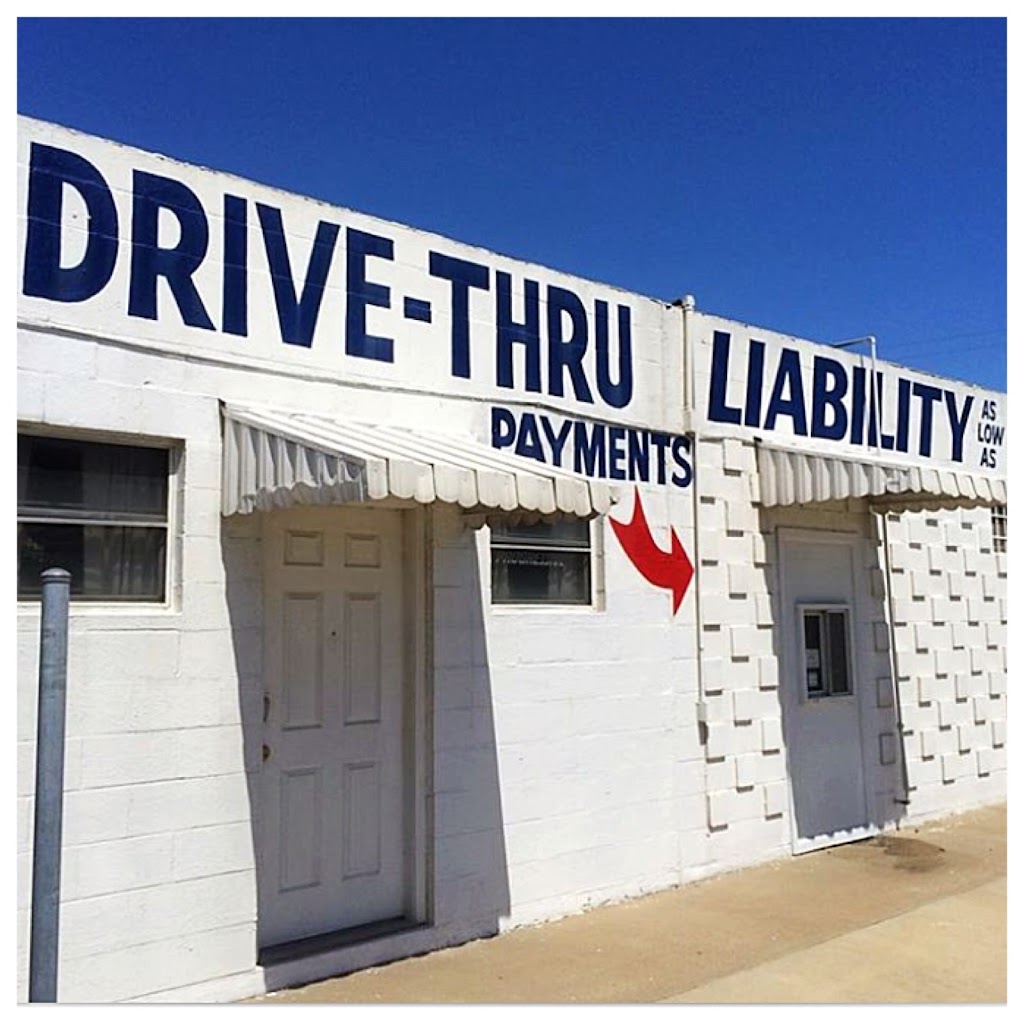 DRIVE-THRU
PAYMENTS
LIABILITY
AS
LOW
AS